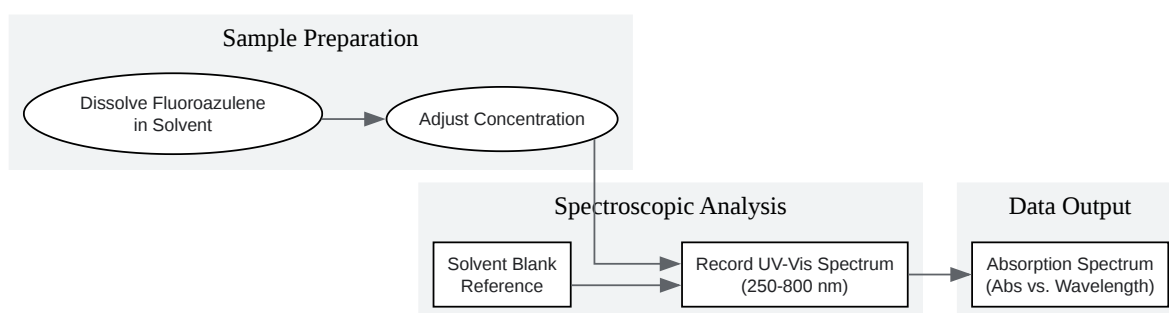 Sample Preparation
Dissolve Fluoroazulene
in Solvent
Adjust Concentration
Spectroscopic Analysis
Data Output
Solvent Blank
Reference
Record UV-Vis Spectrum
(250-800 nm)
Absorption Spectrum
(Abs vs. Wavelength)